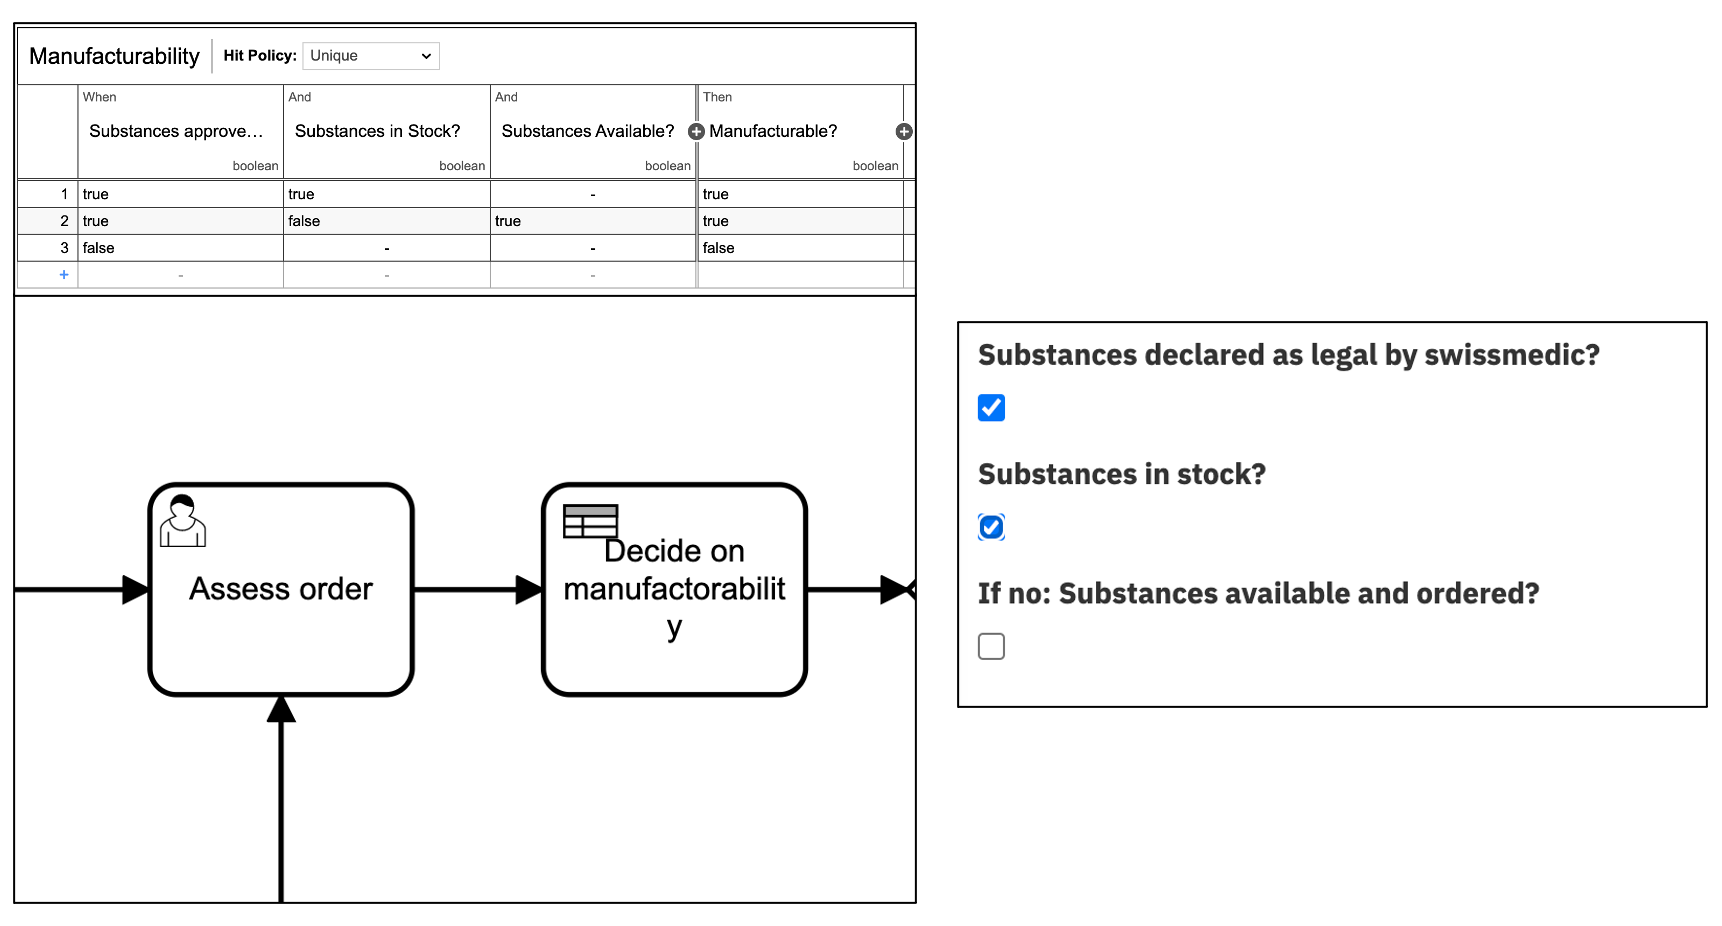 Manufacturability Hit Policy: Unique
When And And Then
Substances approve... Substances in Stock? Substances Available? + Manufacturable? +
boolean boolean boolean boolean
1 true true - true
2 true false true true
3 false - - false
+ - - -
Substances declared as legal by swissmedic?
Substances in stock?
If no: Substances available and ordered?
Assess order
Decide on
manufactorabilit
y